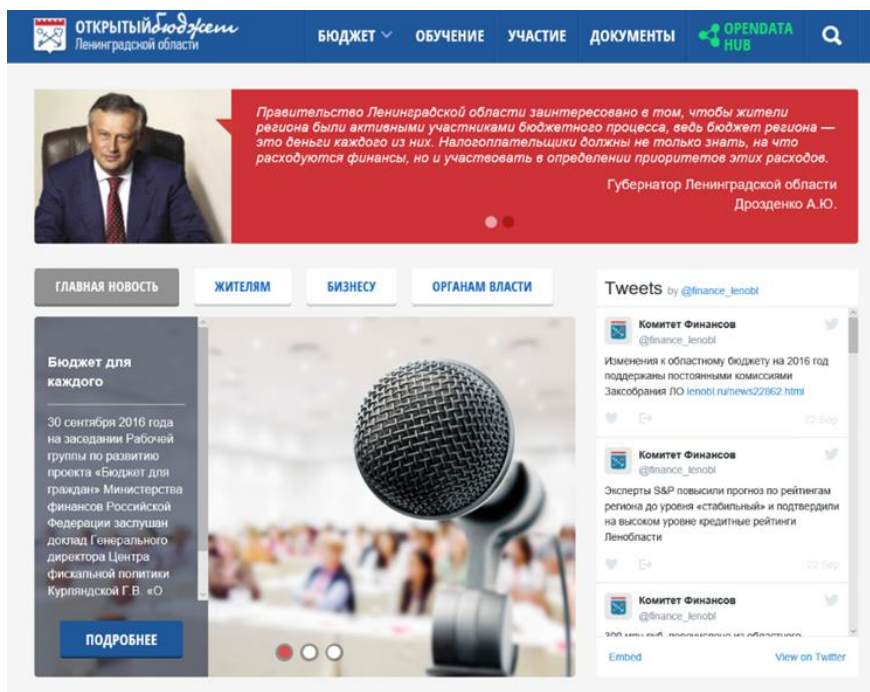 ОТКРЫТЫЙ бюджет
Ленинградской области
БЮДЖЕТ
ОБУЧЕНИЕ
УЧАСТИЕ
ДОКУМЕНТЫ
OPENDATA
HUB
Правительство Ленинградской области заинтересовано в том, чтобы жители
региона были активными участниками бюджетного процесса, ведь бюджет региона —
это деньги каждого из них. Налогоплательщики должны не только знать, на что
расходуются финансы, но и участвовать в определении приоритетов этих расходов.
Губернатор Ленинградской области
Дрозденко А.Ю.
ГЛАВНАЯ НОВОСТЬ
ЖИТЕЛЯМ
БИЗНЕСУ
ОРГАНАМ ВЛАСТИ
Бюджет для
каждого
30 сентября 2016 года
на заседании Рабочей
группы по развитию
проекта «Бюджет для
граждан» Министерства
финансов Российской
Федерации заслушан
доклад Генерального
директора Центра
фискальной политики
Курляндской Г.В. «О
ПОДРОБНЕЕ
Tweets by @finance_lenobl
Комитет Финансов
@finance_lenobl
Изменения к областному бюджету на 2016 год
поддержаны постоянными комиссиями
Заксобрания ЛО lenobl.ru/news22862.html
22 Sep
Комитет Финансов
@finance_lenobl
Эксперты S&P повысили прогноз по рейтингам
региона до уровня «стабильный» и подтвердили
на высоком уровне кредитные рейтинги
Ленобласти
22 Sep
Комитет Финансов
@finance_lenobl
300 млн руб. перечислено из областного
Embed
View on Twitter